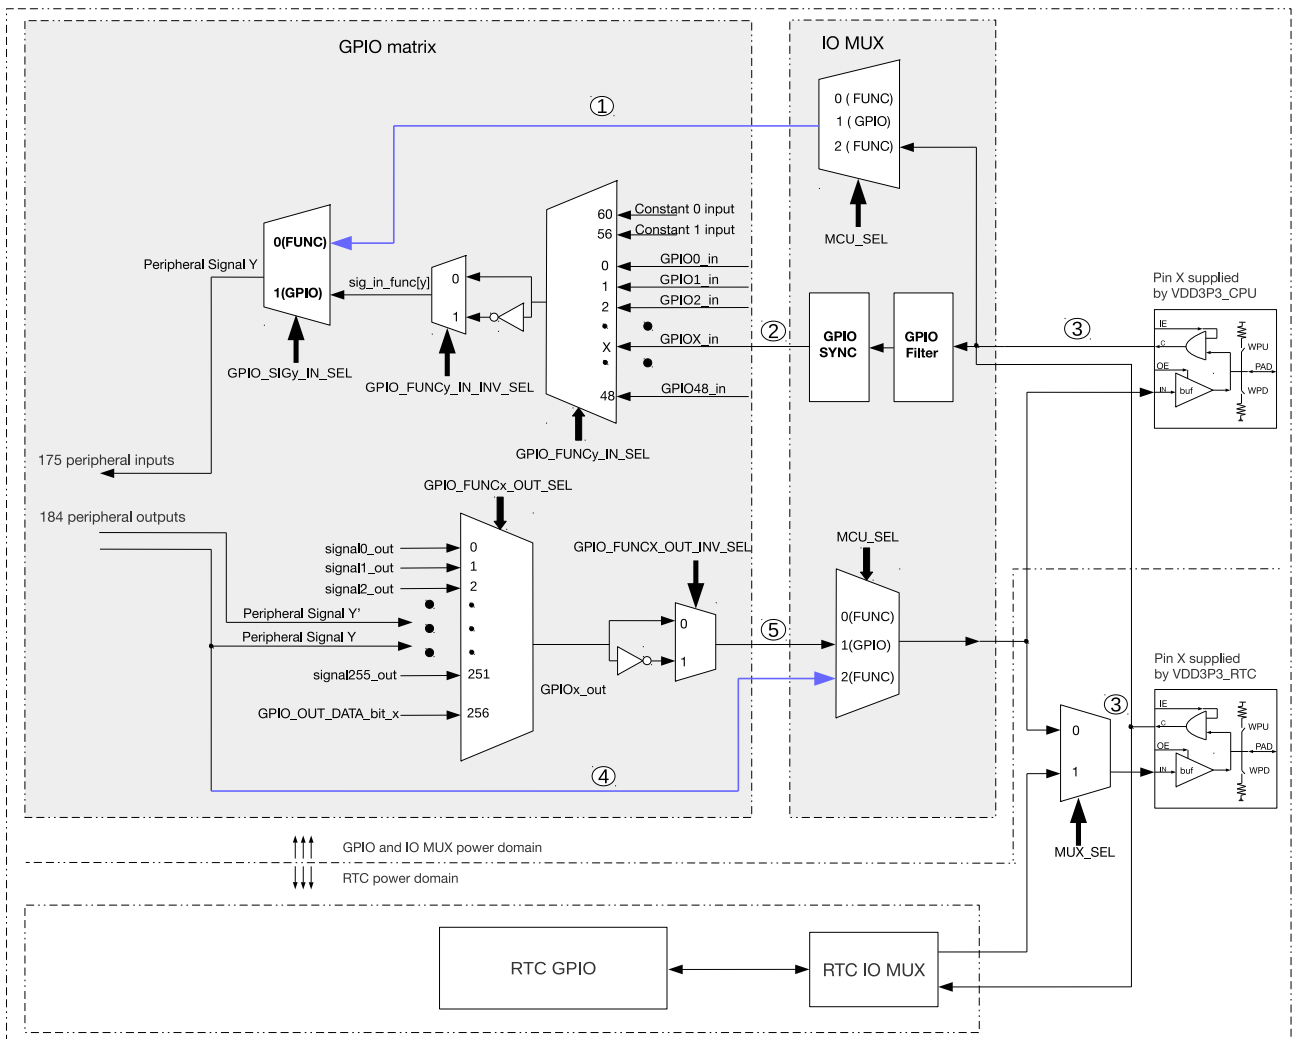 GPIO matrix
IO MUX
1
0 ( FUNC)
1 ( GPIO)
2 ( FUNC)
MCU_SEL
60
Constant 0 input
56
Constant 1 input
0
GPIO0_in
1
GPIO1_in
2
GPIO2_in
X
GPIOX_in
48
GPIO48_in
GPIO_FUNCy_IN_SEL
0(FUNC)
1(GPIO)
Peripheral Signal Y
sig_in_func[y]
0
1
GPIO_SIGy_IN_SEL
GPIO_FUNCy_IN_INV_SEL
2
GPIO
SYNC
GPIO
Filter
3
Pin X supplied
by VDD3P3_CPU
IE
C
OE
IN
buf
WPU
PAD
WPD
175 peripheral inputs
184 peripheral outputs
GPIO_FUNCx_OUT_SEL
signal0_out
0
signal1_out
1
signal2_out
2
Peripheral Signal Y'
Peripheral Signal Y
signal255_out
251
GPIO_OUT_DATA_bit_x
256
GPIOx_out
GPIO_FUNCX_OUT_INV_SEL
0
1
5
4
MCU_SEL
0(FUNC)
1(GPIO)
2(FUNC)
Pin X supplied
by VDD3P3_RTC
3
0
1
MUX_SEL
IE
C
OE
IN
buf
WPU
PAD
WPD
GPIO and IO MUX power domain
RTC power domain
RTC GPIO
RTC IO MUX